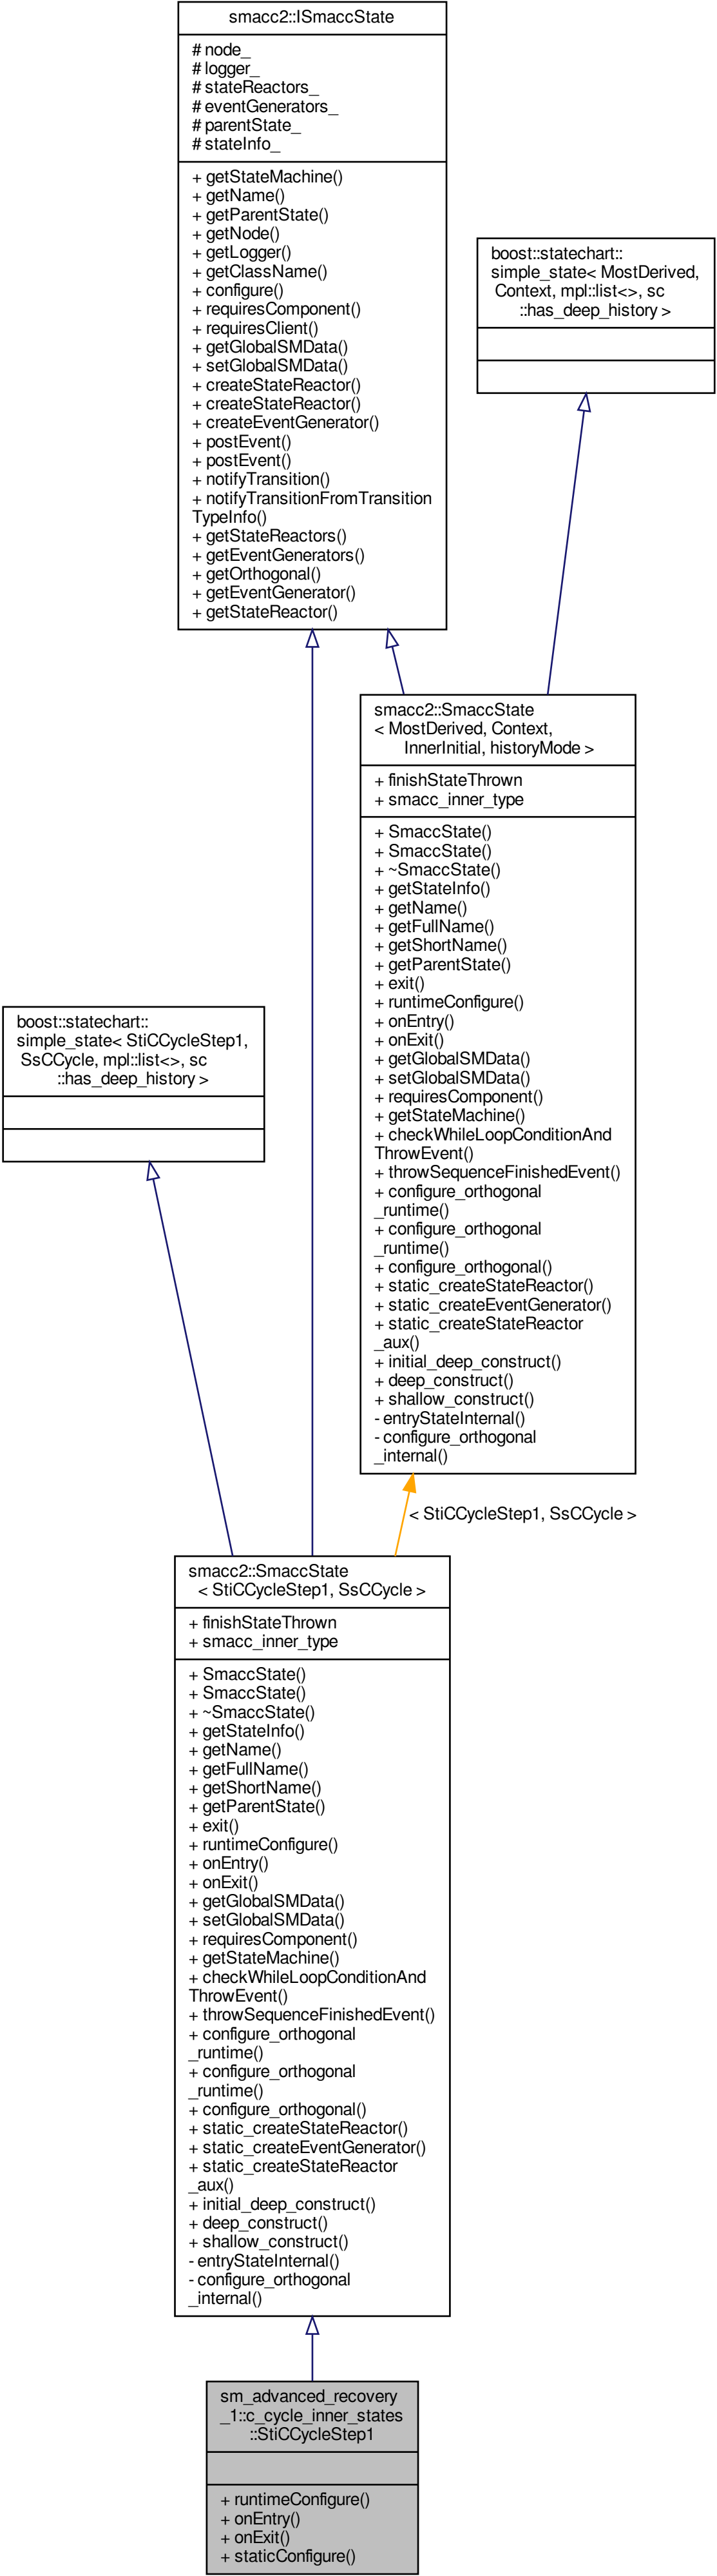 smacc2::ISmaccState
# node_
# logger_
# stateReactors_
# eventGenerators_
# parentState_
# stateInfo_
+ getStateMachine()
+ getName()
+ getParentState()
+ getNode()
+ getLogger()
+ getClassName()
+ configure()
+ requiresComponent()
+ requiresClient()
+ getGlobalSMData()
+ setGlobalSMData()
+ createStateReactor()
+ createStateReactor()
+ createEventGenerator()
+ postEvent()
+ postEvent()
+ notifyTransition()
+ notifyTransitionFromTransition
TypeInfo()
+ getStateReactors()
+ getEventGenerators()
+ getOrthogonal()
+ getEventGenerator()
+ getStateReactor()
boost::statechart::
simple_state< MostDerived,
Context, mpl::list<>, sc
::has_deep_history >
smacc2::SmaccState
< MostDerived, Context,
InnerInitial, historyMode >
+ finishStateThrown
+ smacc_inner_type
+ SmaccState()
+ SmaccState()
+ ~SmaccState()
+ getStateInfo()
+ getName()
+ getFullName()
+ getShortName()
+ getParentState()
+ exit()
+ runtimeConfigure()
+ onEntry()
+ onExit()
+ getGlobalSMData()
+ setGlobalSMData()
+ requiresComponent()
+ getStateMachine()
+ checkWhileLoopConditionAnd
ThrowEvent()
+ throwSequenceFinishedEvent()
+ configure_orthogonal
_runtime()
+ configure_orthogonal
_runtime()
+ configure_orthogonal()
+ static_createStateReactor()
+ static_createEventGenerator()
+ static_createStateReactor
_aux()
+ initial_deep_construct()
+ deep_construct()
+ shallow_construct()
- entryStateInternal()
- configure_orthogonal
_internal()
boost::statechart::
simple_state< StiCCycleStep1,
SsCCycle, mpl::list<>, sc
::has_deep_history >
< StiCCycleStep1, SsCCycle >
smacc2::SmaccState
< StiCCycleStep1, SsCCycle >
+ finishStateThrown
+ smacc_inner_type
+ SmaccState()
+ SmaccState()
+ ~SmaccState()
+ getStateInfo()
+ getName()
+ getFullName()
+ getShortName()
+ getParentState()
+ exit()
+ runtimeConfigure()
+ onEntry()
+ onExit()
+ getGlobalSMData()
+ setGlobalSMData()
+ requiresComponent()
+ getStateMachine()
+ checkWhileLoopConditionAnd
ThrowEvent()
+ throwSequenceFinishedEvent()
+ configure_orthogonal
_runtime()
+ configure_orthogonal
_runtime()
+ configure_orthogonal()
+ static_createStateReactor()
+ static_createEventGenerator()
+ static_createStateReactor
_aux()
+ initial_deep_construct()
+ deep_construct()
+ shallow_construct()
- entryStateInternal()
- configure_orthogonal
_internal()
sm_advanced_recovery
_1::c_cycle_inner_states
::StiCCycleStep1
+ runtimeConfigure()
+ onEntry()
+ onExit()
+ staticConfigure()